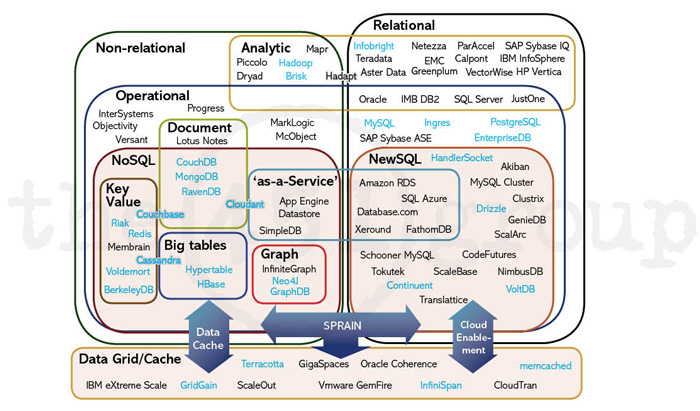 Relational
Non-relational
Analytic
Mapr
Piccolo
Hadoop
Dryad
Brisk
Hadapt
Infobright
Netezza
ParAccel
SAP Sybase IQ
Teradata
EMC
Greenplum
Calpont
IBM InfoSphere
Aster Data
VectorWise
HP Vertica
Operational
Oracle
IMB DB2
SQL Server
JustOne
InterSystems
Progress
Objectivity
Versant
MarkLogic
McObject
MySQL
Ingres
PostgreSQL
SAP Sybase ASE
EnterpriseDB
Document
Lotus Notes
NoSQL
CouchDB
MongoDB
RavenDB
Key
Value
Couchbase
Cloudant
Riak
Redis
Membrain
Cassandra
Voldemort
BerkeleyDB
Big tables
Hypertable
HBase
‘as-a-Service’
App Engine
Datastore
SimpleDB
Graph
InfiniteGraph
Neo4J
GraphDB
NewSQL
HandlerSocket
Amazon RDS
SQL Azure
Database.com
Xeround
FathomDB
Akiban
MySQL Cluster
Clustrix
Drizzle
GenieDB
ScalArc
Schooner MySQL
CodeFutures
Tokutek
ScaleBase
NimbusDB
Continuent
VoltDB
Translattice
Data
Cache
SPRAIN
Cloud
Enable-
ment
Data Grid/Cache
Terracotta
GigaSpaces
Oracle Coherence
memcached
IBM eXtreme Scale
GridGain
ScaleOut
Vmware GemFire
InfiniSpan
CloudTran